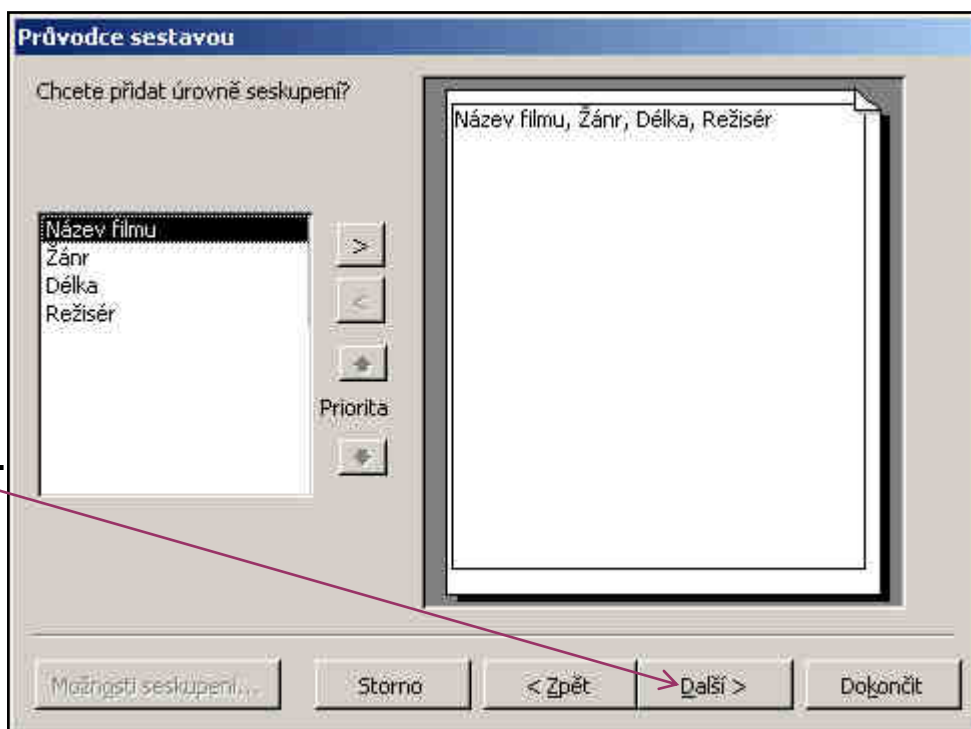 Průvodce sestavou
Chcete přidat úrovně seskupení?
Název filmu, Žánr, Délka, Režisér
Název filmu
Žánr
Délka
Režisér
>
<
Priorita
.
Možnosti seskupení...
Storno
< Zpět
Další >
Dokončit